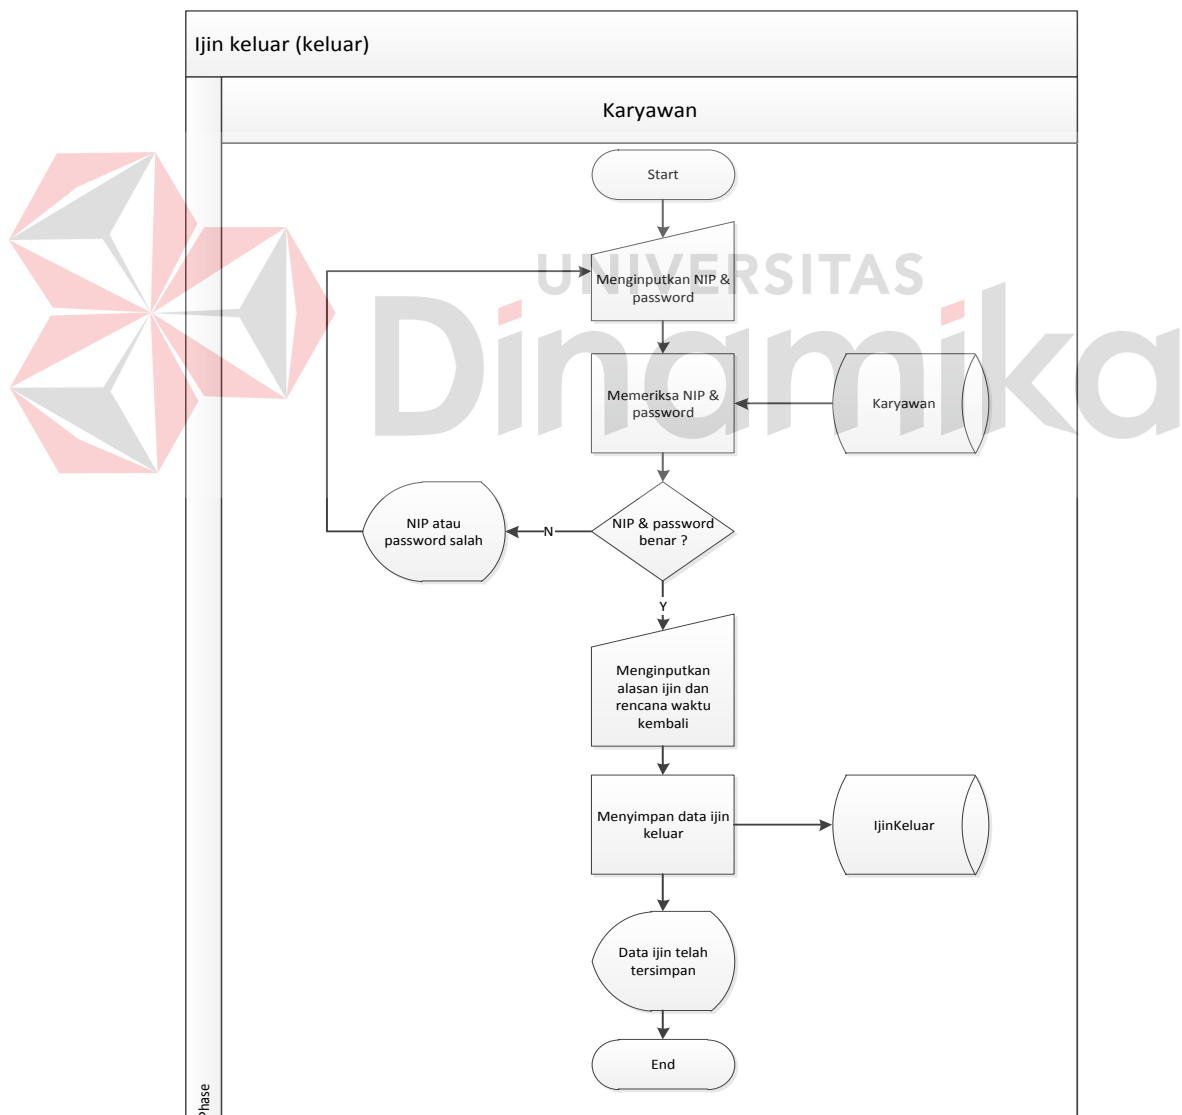 Ijin keluar (keluar)
Karyawan
Start
UNIVERSITAS
Dinamika
Menginputkan NIP &
password
Memeriksa NIP &
password
Karyawan
NIP & password
benar ?
N
NIP atau
password salah
Y
Menginputkan
alasan ijin dan
rencana waktu
kembali
Menyimpan data ijin
keluar
IjinKeluar
Data ijin telah
tersimpan
End
Phase